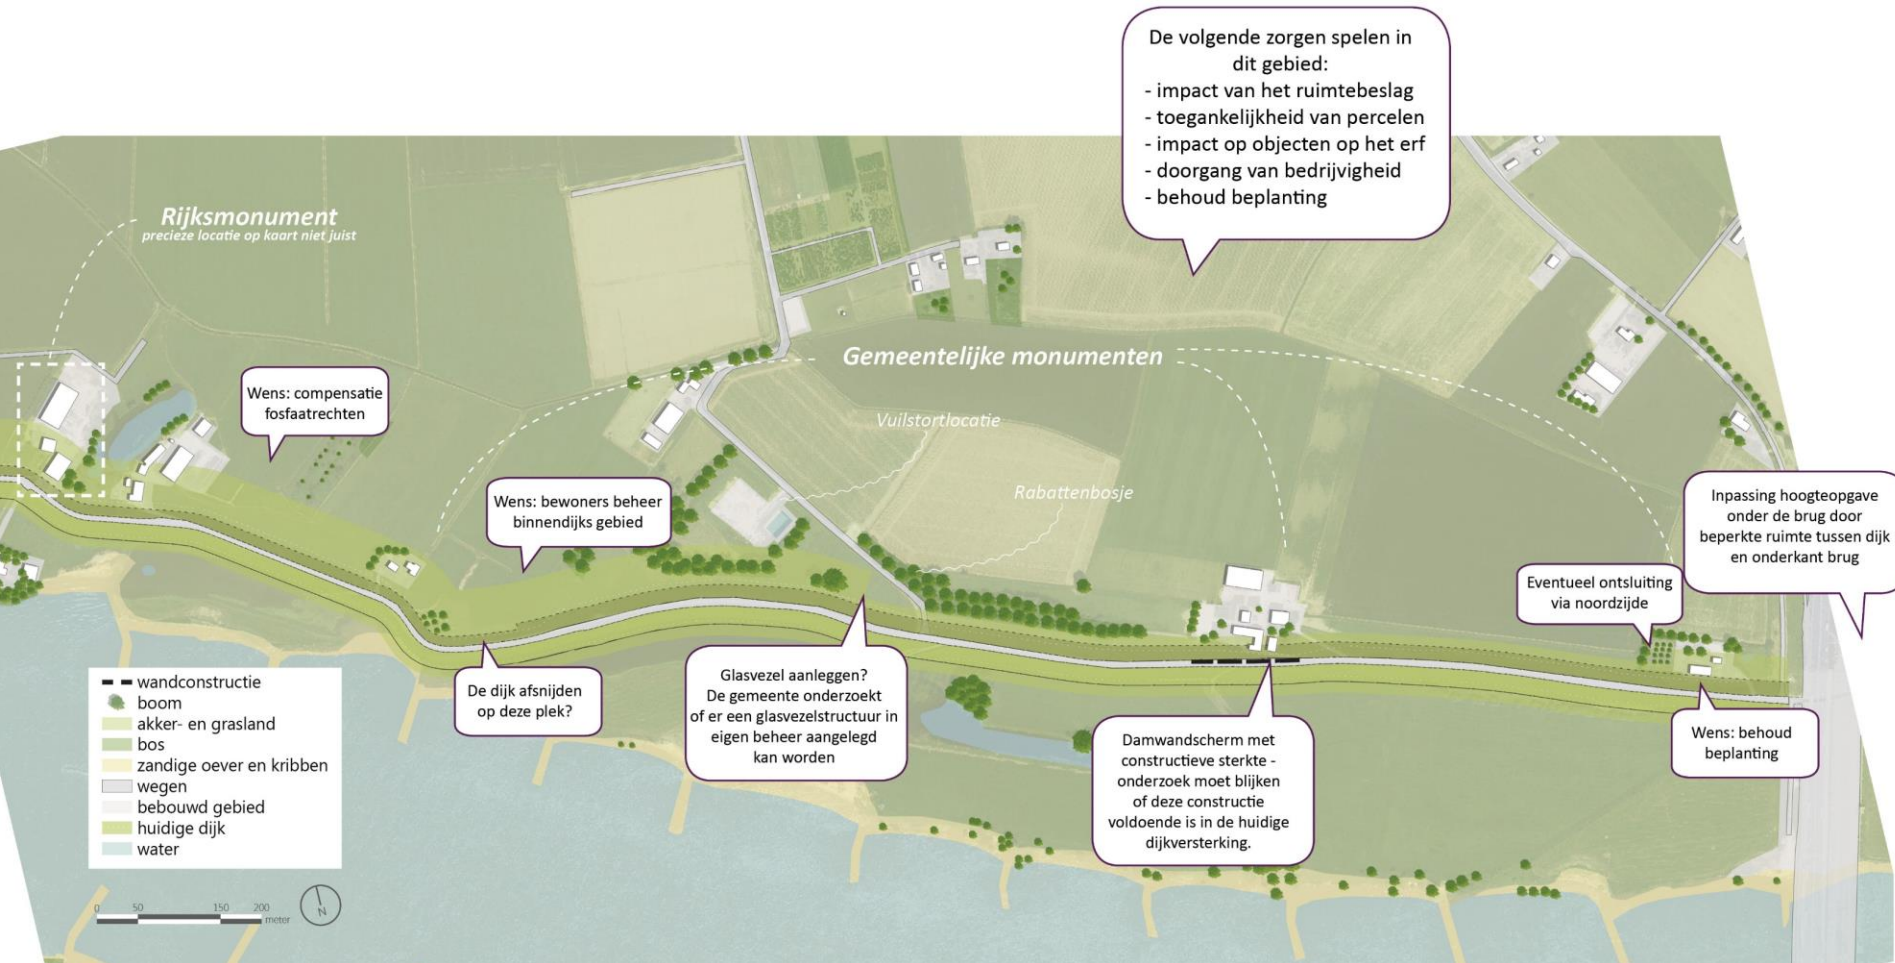 De volgende zorgen spelen in
dit gebied:
- impact van het ruimtebeslag
- toegankelijkheid van percelen
- impact op objecten op het erf
- doorgang van bedrijvigheid
- behoud beplanting
Rijksmonument
precieze locatie op kaart niet juist
Gemeentelijke monumenten
Wens: compensatie
fosfaatrechten
Vuilstortlocatie
Rabattenbosje
Wens: bewoners beheer
binnendijks gebied
Inpassing hoogteopgave
onder de brug door
beperkte ruimte tussen dijk
en onderkant brug
Eventueel ontsluiting
via noordzijde
De dijk afsnijden
op deze plek?
Glasvezel aanleggen?
De gemeente onderzoekt
of er een glasvezelstructuur in
eigen beheer aangelegd
kan worden
Damwandscherm met
constructieve sterkte -
onderzoek moet blijken
of deze constructie
voldoende is in de huidige
dijkversterking.
Wens: behoud
beplanting
wandconstructie
boom
akker- en grasland
bos
zandige oever en kribben
wegen
bebouwd gebied
huidige dijk
water
0 50 150 200
meter
N